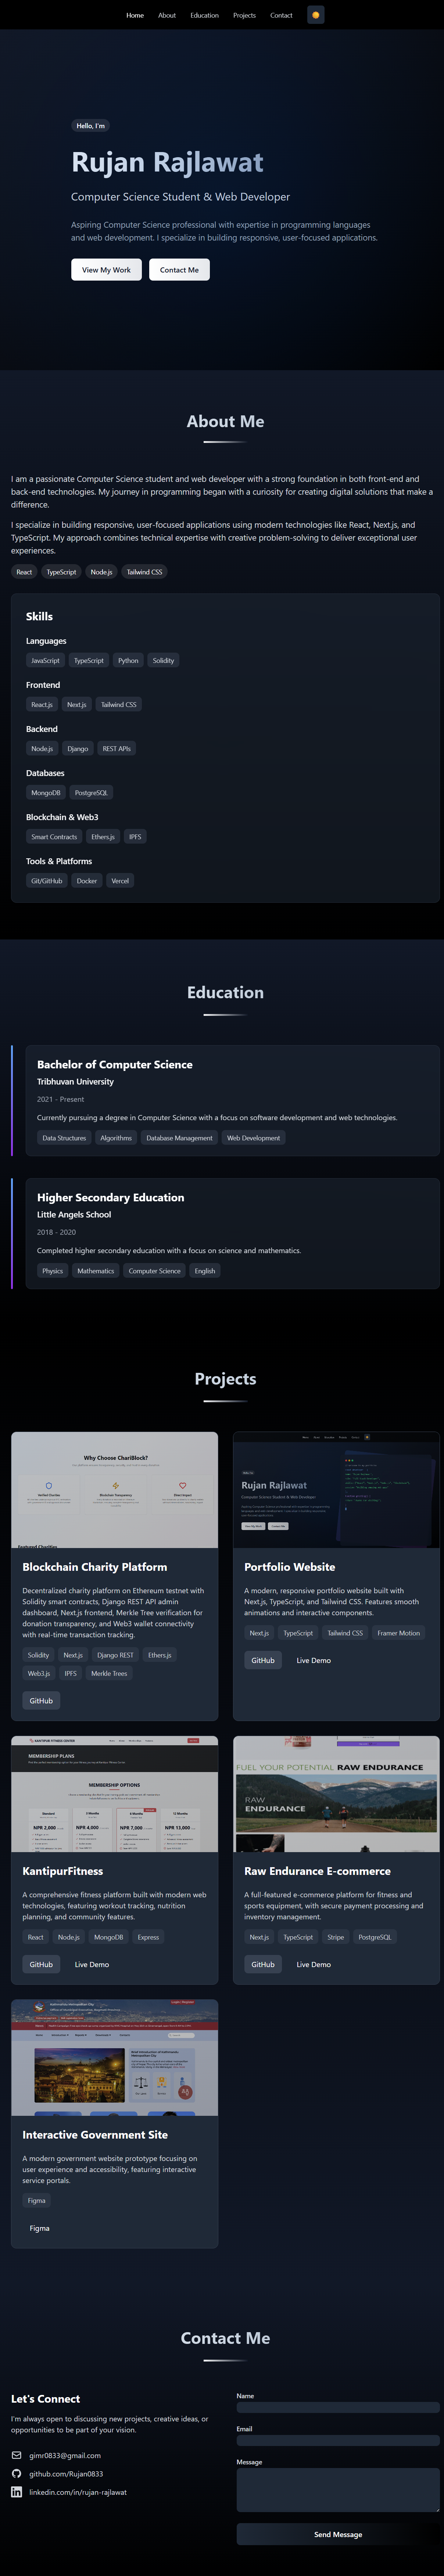 Home About Education Projects Contact
Hello, I'm
Rujan Rajlawat
Computer Science Student & Web Developer
Aspiring Computer Science professional with expertise in programming languages
and web development. I specialize in building responsive, user-focused applications.
View My Work Contact Me
About Me
I am a passionate Computer Science student and web developer with a strong foundation in both front-end and
back-end technologies. My journey in programming began with a curiosity for creating digital solutions that make a
difference.
I specialize in building responsive, user-focused applications using modern technologies like React, Next.js, and
TypeScript. My approach combines technical expertise with creative problem-solving to deliver exceptional user
experiences.
React TypeScript Node.js Tailwind CSS
Skills
Languages
JavaScript TypeScript Python Solidity
Frontend
React.js Next.js Tailwind CSS
Backend
Node.js Django REST APIs
Databases
MongoDB PostgreSQL
Blockchain & Web3
Smart Contracts Ethers.js IPFS
Tools & Platforms
Git/GitHub Docker Vercel
Education
Bachelor of Computer Science
Tribhuvan University
2021 - Present
Currently pursuing a degree in Computer Science with a focus on software development and web technologies.
Data Structures Algorithms Database Management Web Development
Higher Secondary Education
Little Angels School
2018 - 2020
Completed higher secondary education with a focus on science and mathematics.
Physics Mathematics Computer Science English
Projects
Why Choose ChariBlock?
Blockchain Charity Platform
Decentralized charity platform on Ethereum testnet with
Solidity smart contracts, Django REST API admin
dashboard, Next.js frontend, Merkle Tree verification for
donation transparency, and Web3 wallet connectivity
with real-time transaction tracking.
Solidity Next.js Django REST Ethers.js
Web3.js IPFS Merkle Trees
GitHub
Rujan Rajlawat
Portfolio Website
A modern, responsive portfolio website built with
Next.js, TypeScript, and Tailwind CSS. Features smooth
animations and interactive components.
Next.js TypeScript Tailwind CSS Framer Motion
GitHub Live Demo
MEMBERSHIP PLANS
MEMBERSHIP OPTIONS
NPR 2,000 NPR 4,000 NPR 7,000 NPR 13,000
KantipurFitness
A comprehensive fitness platform built with modern
technologies, featuring workout tracking, nutrition
planning, and community features.
React Node.js MongoDB Express
GitHub Live Demo
FUEL YOUR POTENTIAL RAW ENDURANCE
RAW
ENDURANCE
Raw Endurance E-commerce
A full-featured e-commerce platform for fitness and
sports equipment, with secure payment processing and
inventory management.
Next.js TypeScript Stripe PostgreSQL
GitHub Live Demo
Interactive Government Site
A modern government website prototype focusing on
user experience and accessibility, featuring interactive
service portals.
Figma
Figma
Contact Me
Let's Connect
I'm always open to discussing new projects, creative ideas, or
opportunities to be part of your vision.
gimr0833@gmail.com
github.com/Rujan0833
linkedin.com/in/rujan-rajlawat
Name
Email
Message
Send Message